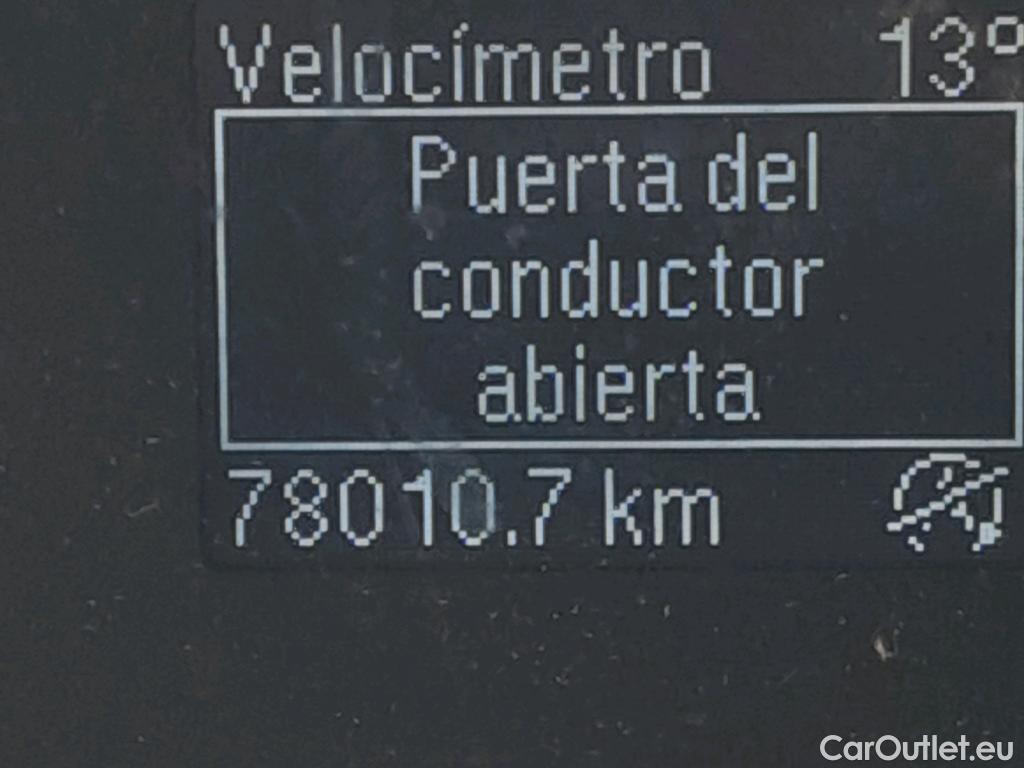 Velocímetro 13°
Puerta del
conductor
abierta
78010.7 km
CarOutlet.eu